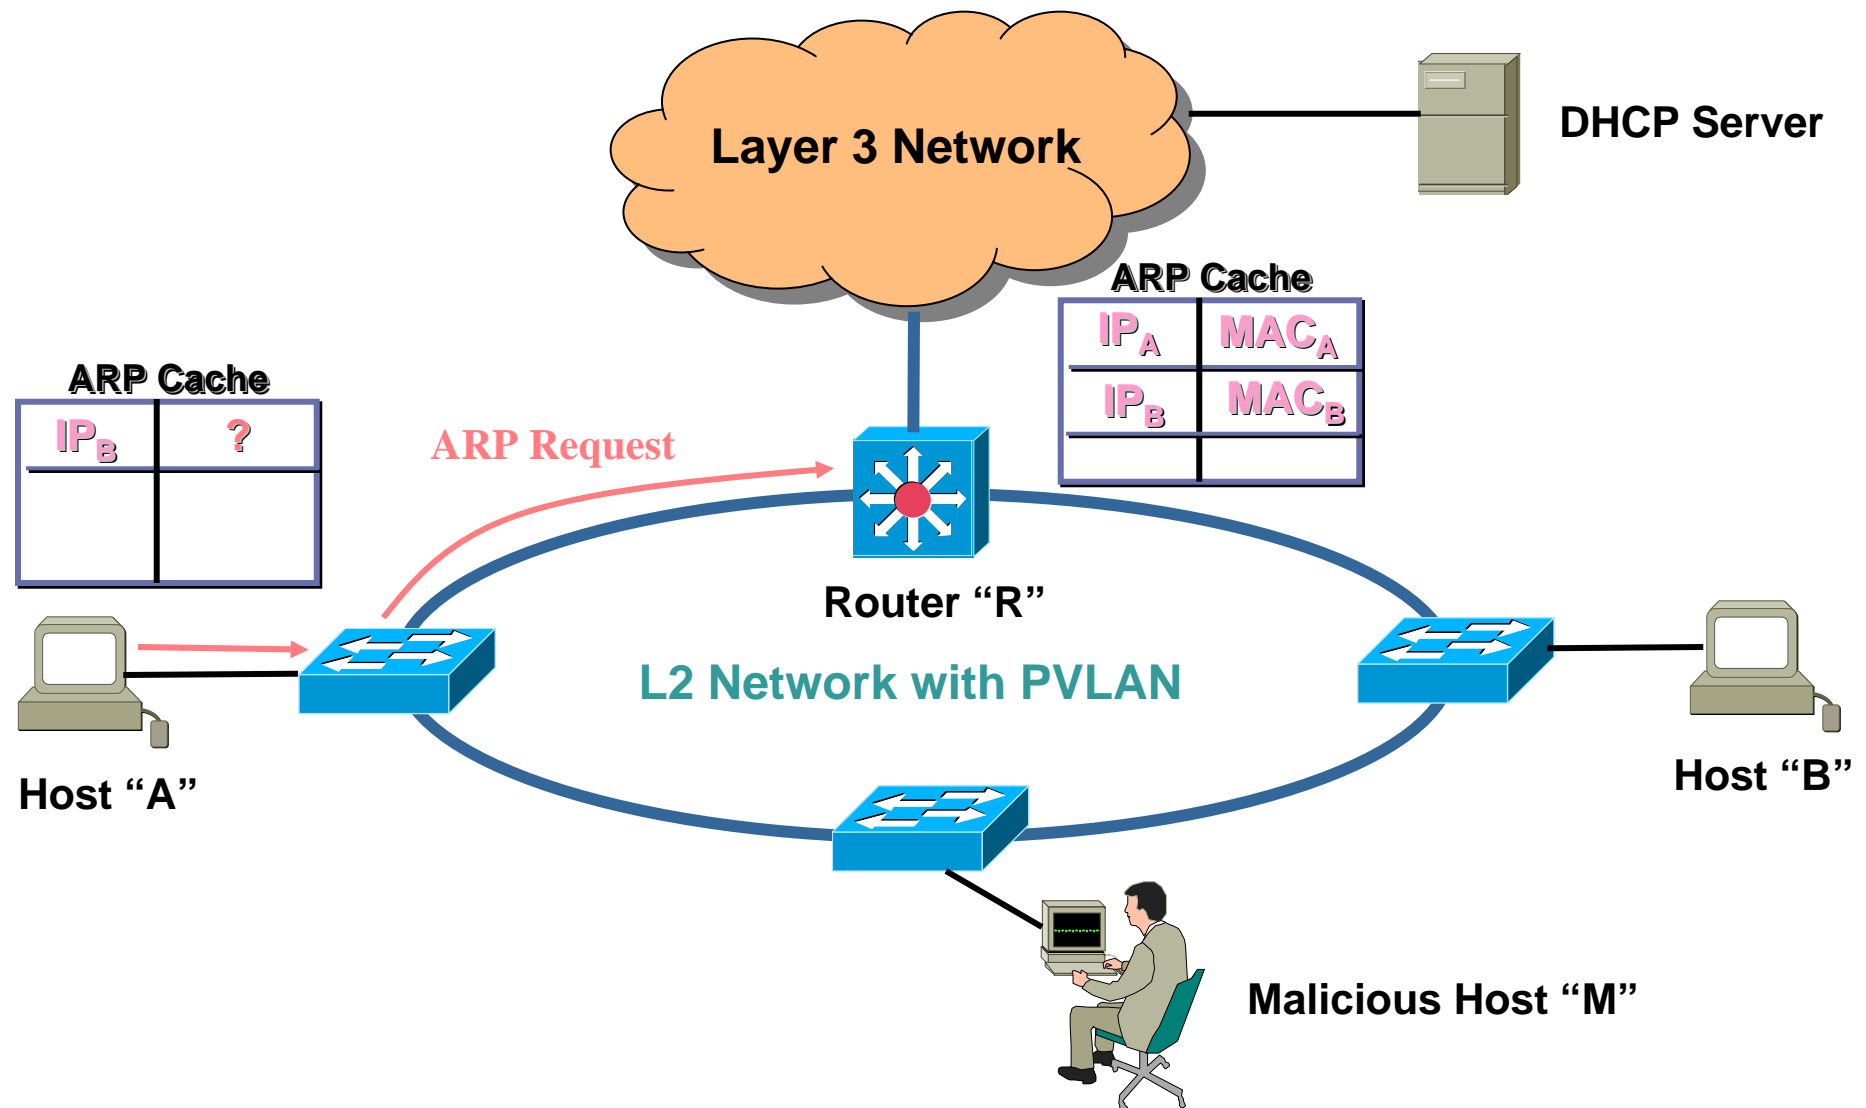 Layer 3 Network
DHCP Server
ARP Cache
IPA MACA
IPB MACB
ARP Cache
IPB ?
ARP Request
Router “R”
L2 Network with PVLAN
Host “A”
Host “B”
Malicious Host “M”